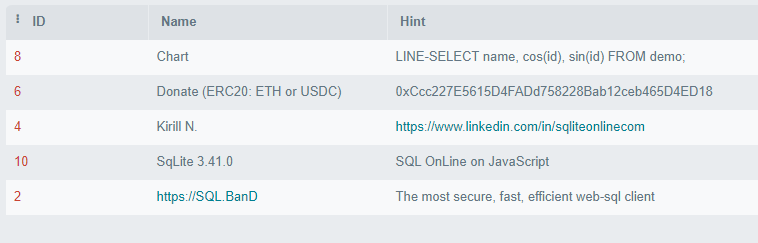 ID Name Hint
8 Chart LINE-SELECT name, cos(id), sin(id) FROM demo;
6 Donate (ERC20: ETH or USDC) 0xCcc227E5615D4FADd758228Bab12ceb465D4ED18
4 Kirill N. https://www.linkedin.com/in/sqliteonlinecom
10 SqLite 3.41.0 SQL OnLine on JavaScript
2 https://SQL.BanD The most secure, fast, efficient web-sql client